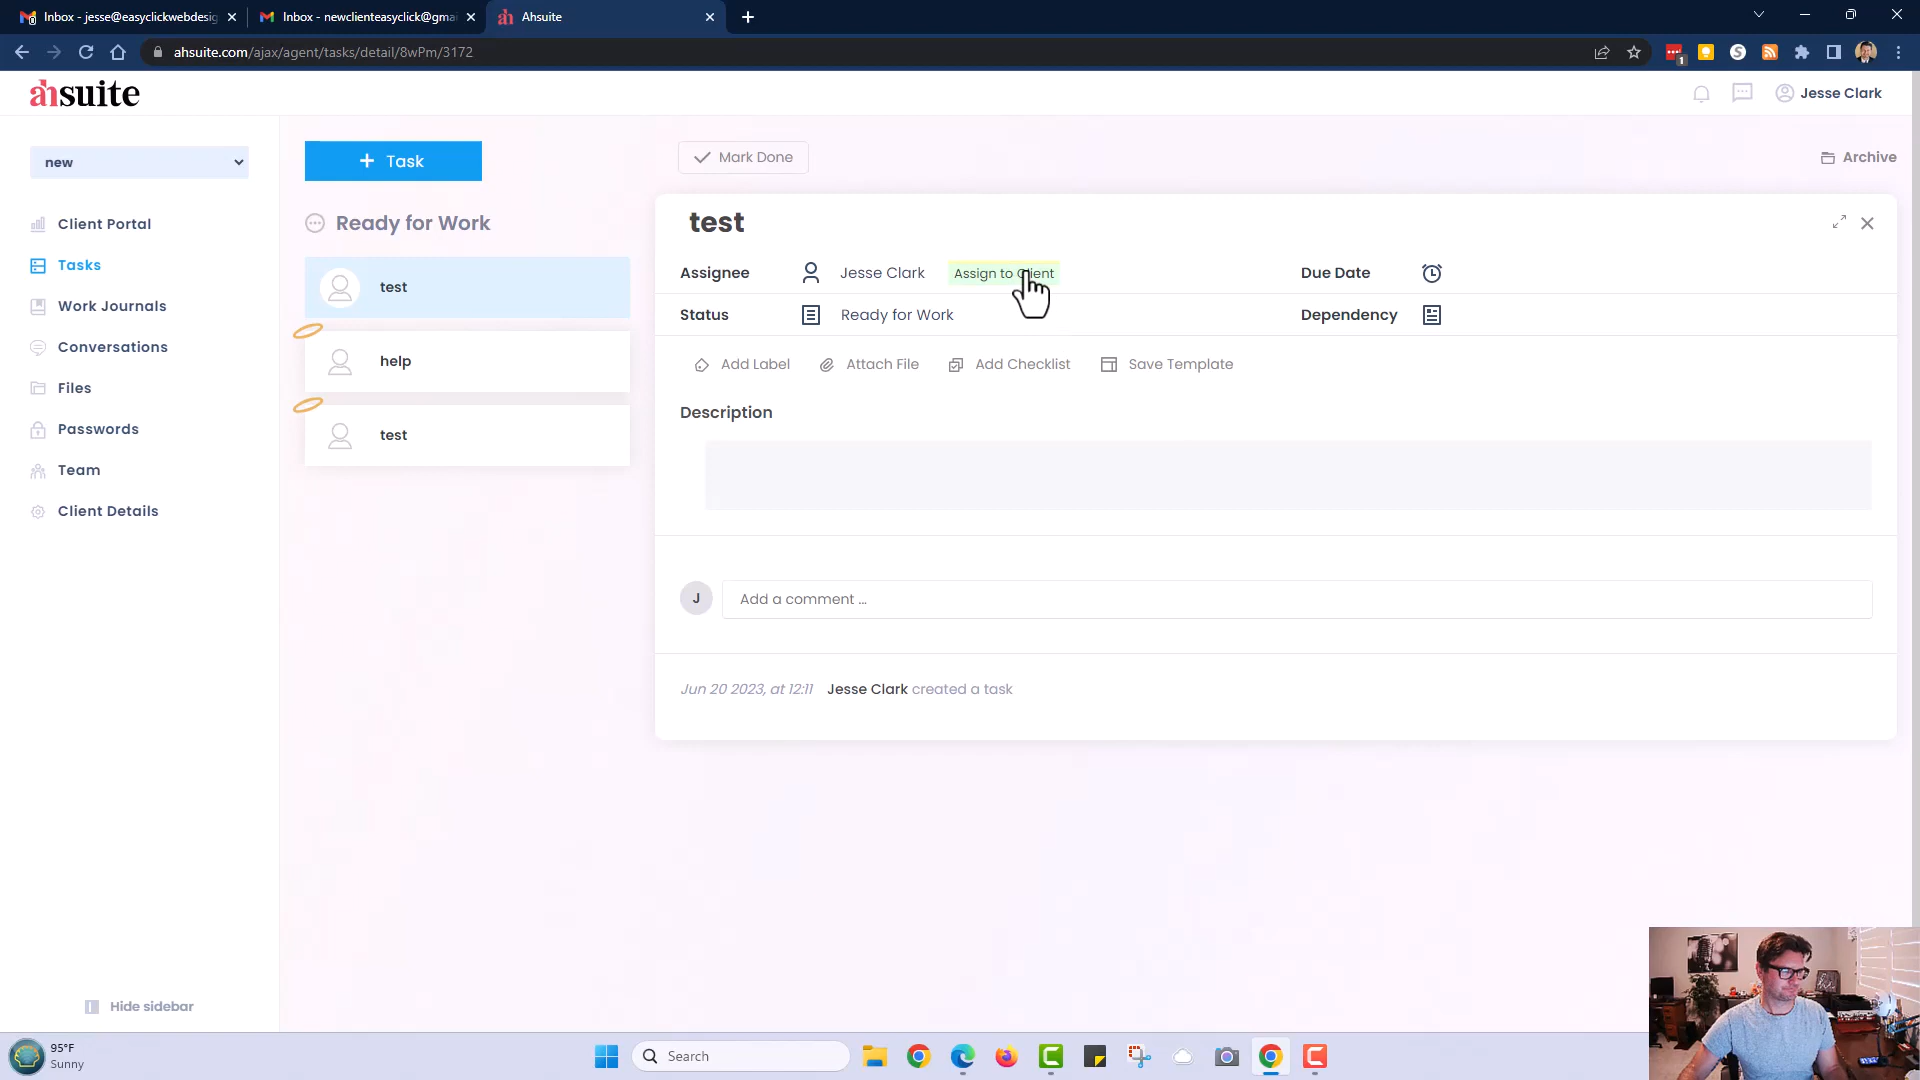 Inbox - jesse@easyclickwebdesig
Inbox - newclienteasyclick@gmai
Ahsuite
ahsuite.com/ajax/agent/tasks/detail/8wPm/3172
1
ahsuite
Jesse Clark
new
+ Task
Mark Done
Archive
Client Portal
Tasks
Work Journals
Conversations
Files
Passwords
Team
Client Details
Hide sidebar
Ready for Work
test
help
test
test
Assignee
Jesse Clark
Assign to Client
Due Date
Status
Ready for Work
Dependency
Add Label
Attach File
Add Checklist
Save Template
Description
J
Add a comment ...
Jun 20 2023, at 12:11 Jesse Clark created a task
95°F
Sunny
Search